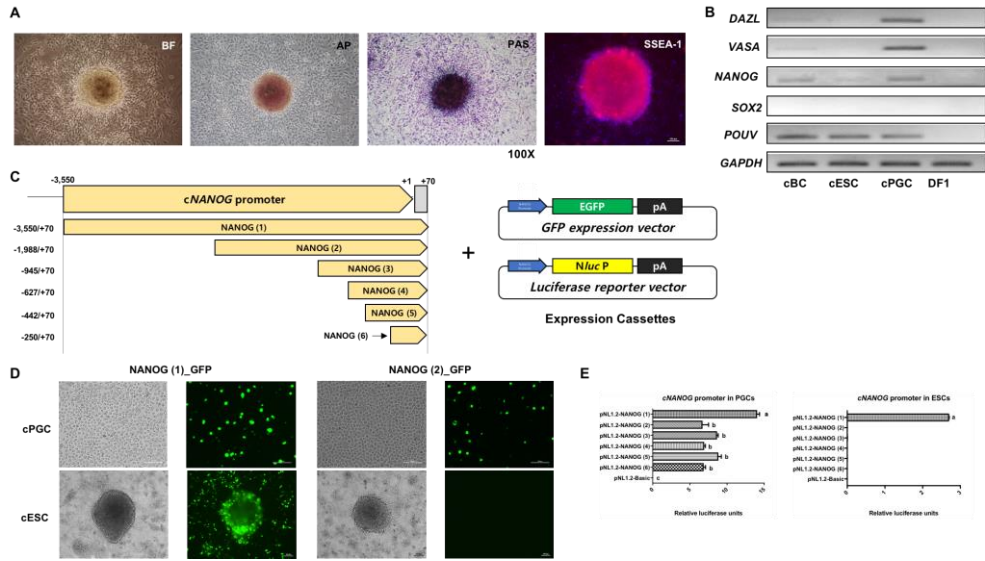 A
BF
AP
PAS
SSEA-1
100X
B
DAZL
VASA
NANOG
SOX2
POUV
GAPDH
cBC cESC cPGC DF1
C
-3,550 +1 +70
cNANOG promoter
-3,550/+70 NANOG (1)
-1,988/+70 NANOG (2)
-945/+70 NANOG (3)
-627/+70 NANOG (4)
-442/+70 NANOG (5)
-250/+70 NANOG (6)
+
EGFP pA
GFP expression vector
Nluc P pA
Luciferase reporter vector
Expression Cassettes
D
NANOG (1)_GFP NANOG (2)_GFP
cPGC
cESC
E
cNANOG promoter in PGCs
pNL1.2-NANOG (1) a
pNL1.2-NANOG (2) b
pNL1.2-NANOG (3) b
pNL1.2-NANOG (4) b
pNL1.2-NANOG (5) b
pNL1.2-NANOG (6) b
pNL1.2-Basic c
0 5 10 15
Relative luciferase units
cNANOG promoter in ESCs
pNL1.2-NANOG (1) a
pNL1.2-NANOG (2)
pNL1.2-NANOG (3)
pNL1.2-NANOG (4)
pNL1.2-NANOG (5)
pNL1.2-NANOG (6)
pNL1.2-Basic
0 1 2 3
Relative luciferase units